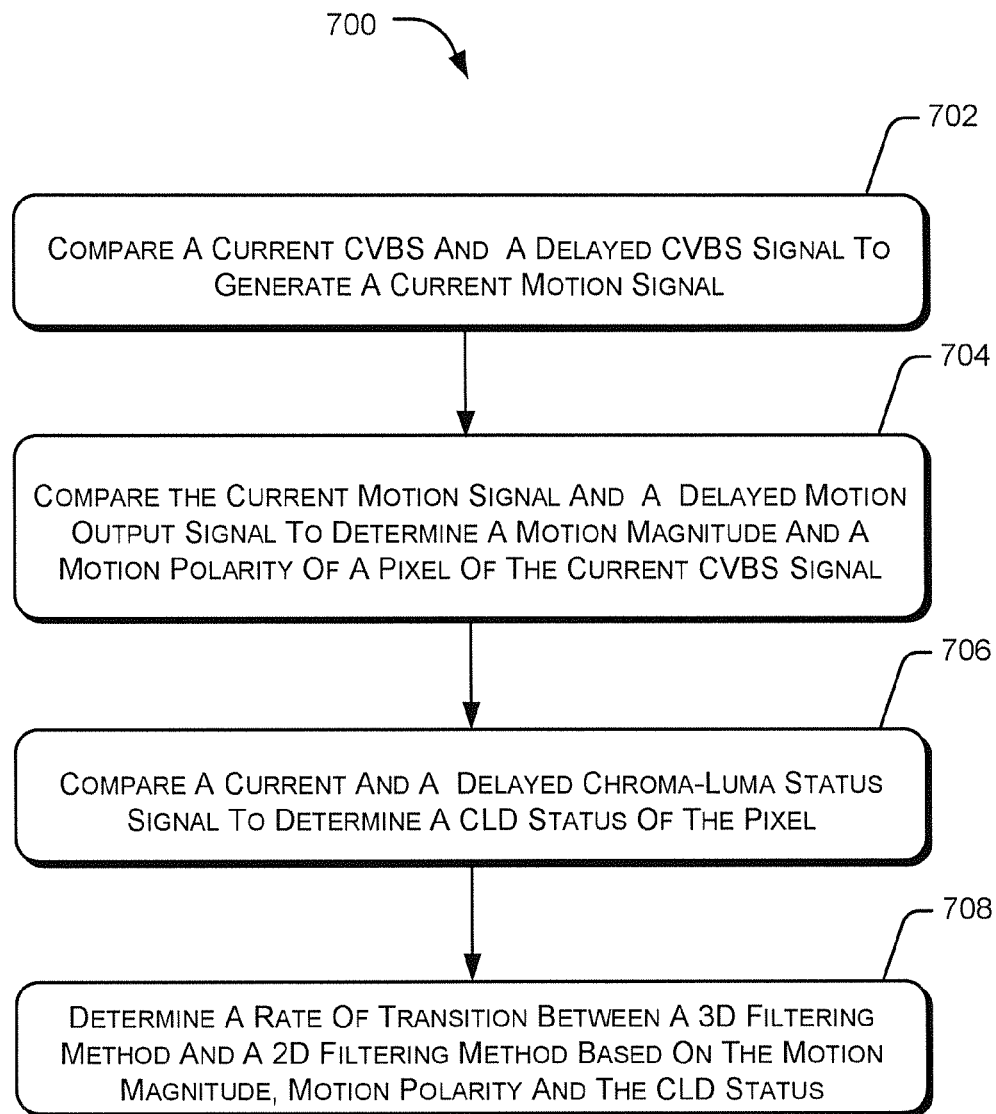 700
702
COMPARE A CURRENT CVBS AND A DELAYED CVBS SIGNAL TO
GENERATE A CURRENT MOTION SIGNAL
704
COMPARE THE CURRENT MOTION SIGNAL AND A DELAYED MOTION
OUTPUT SIGNAL TO DETERMINE A MOTION MAGNITUDE AND A
MOTION POLARITY OF A PIXEL OF THE CURRENT CVBS SIGNAL
706
COMPARE A CURRENT AND A DELAYED CHROMA-LUMA STATUS
SIGNAL TO DETERMINE A CLD STATUS OF THE PIXEL
708
DETERMINE A RATE OF TRANSITION BETWEEN A 3D FILTERING
METHOD AND A 2D FILTERING METHOD BASED ON THE MOTION
MAGNITUDE, MOTION POLARITY AND THE CLD STATUS